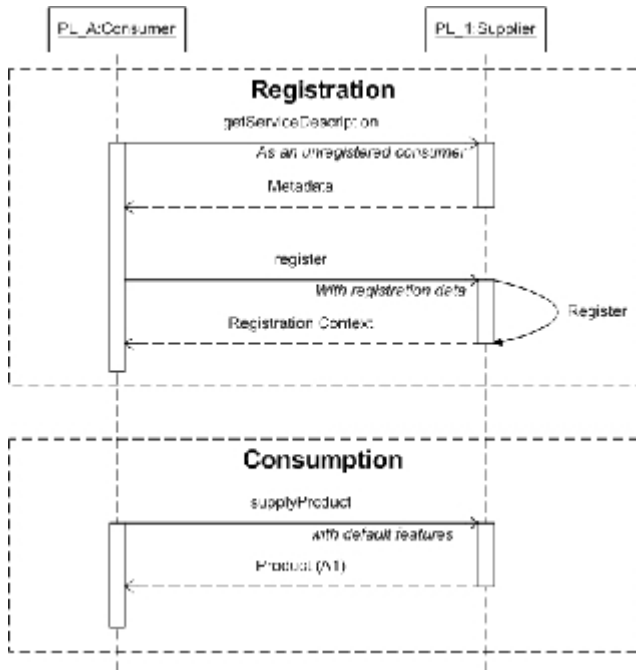 PL_A:Consumer
PL_1:Supplier
Registration
getServiceDescription
As an unregistered consumer
Metadata
register
With registration data
Register
Registration Context
Consumption
supplyProduct
with default features
Product (A1)